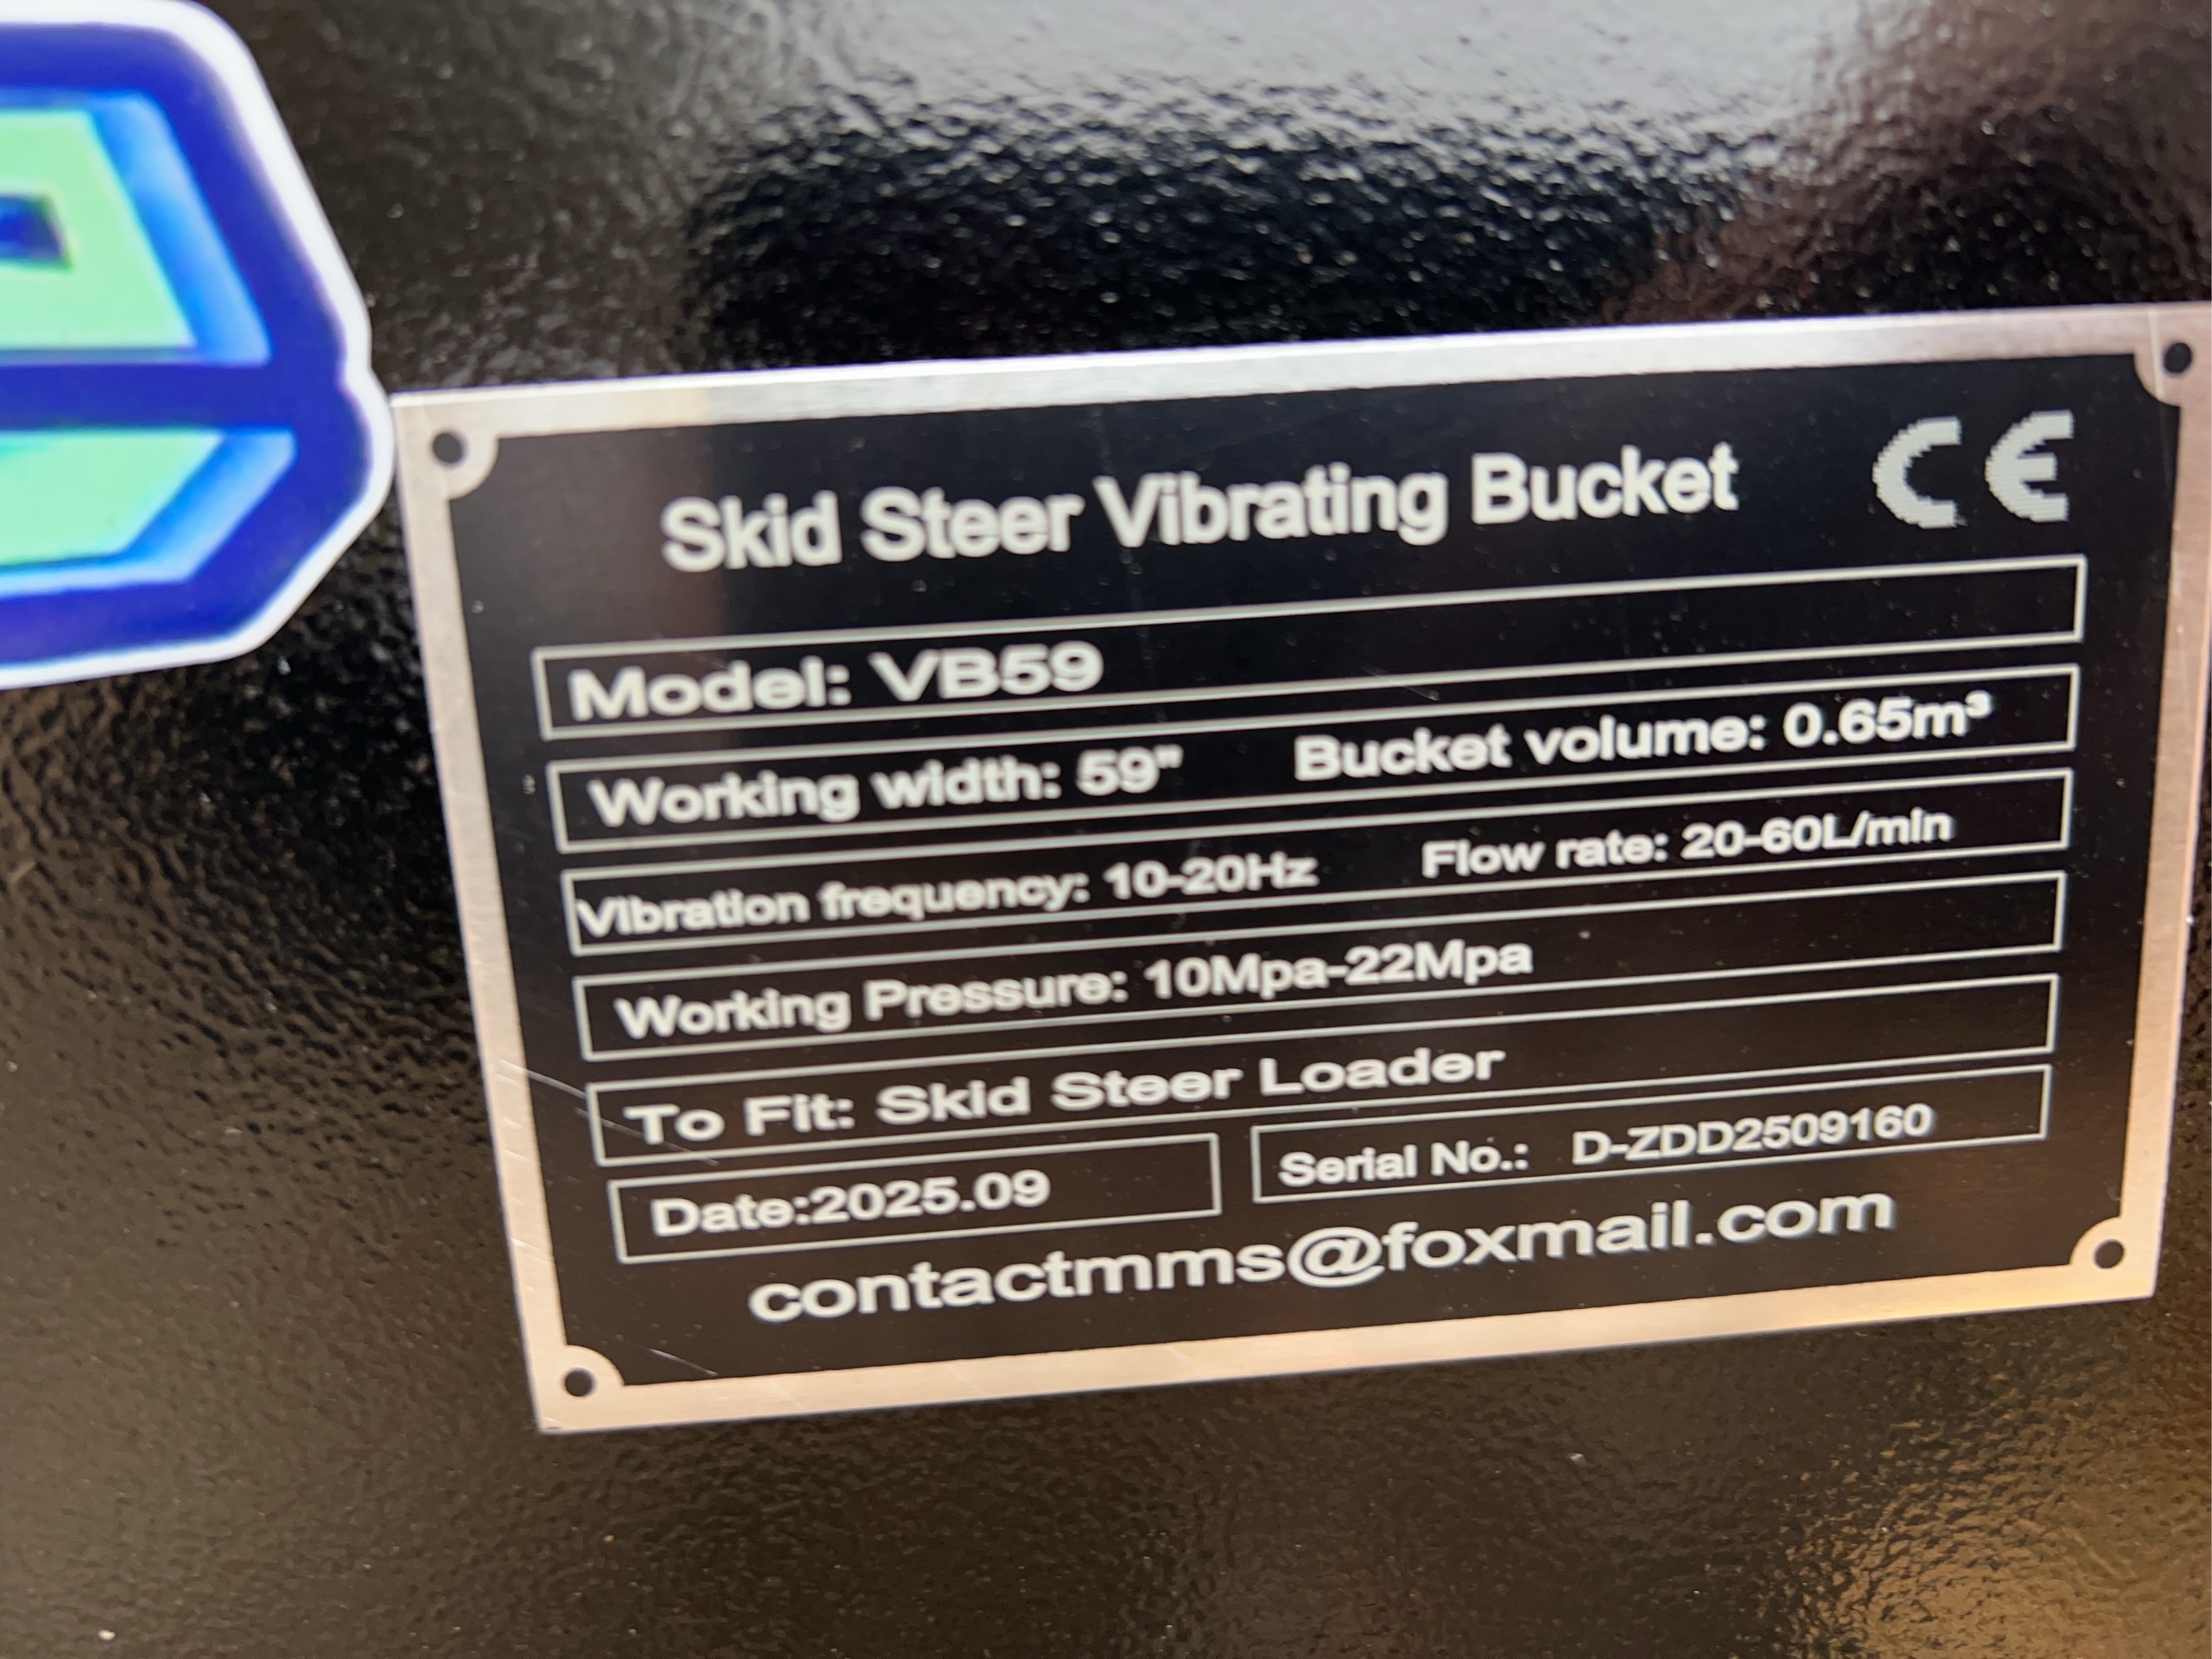 Skid Steer Vibrating Bucket CE
Model: VB59
Working width: 59" Bucket volume: 0.65m³
Vibration frequency: 10-20Hz Flow rate: 20-60L/min
Working Pressure: 10Mpa-22Mpa
To Fit: Skid Steer Loader
Date:2025.09 Serial No.: D-ZDD2509160
contactmms@foxmail.com